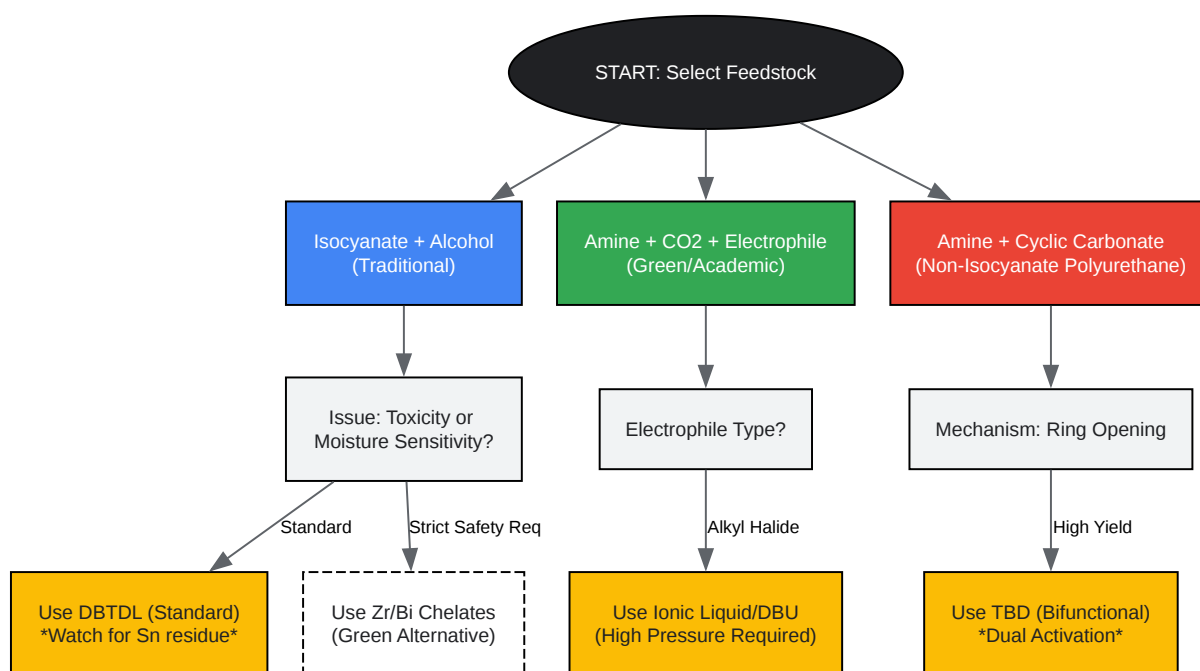 START: Select Feedstock
Isocyanate + Alcohol
(Traditional)
Amine + CO2 + Electrophile
(Green/Academic)
Amine + Cyclic Carbonate
(Non-Isocyanate Polyurethane)
Issue: Toxicity or
Moisture Sensitivity?
Electrophile Type?
Mechanism: Ring Opening
Standard
Strict Safety Req
Alkyl Halide
High Yield
Use DBTDL (Standard)
*Watch for Sn residue*
Use Zr/Bi Chelates
(Green Alternative)
Use Ionic Liquid/DBU
(High Pressure Required)
Use TBD (Bifunctional)
*Dual Activation*